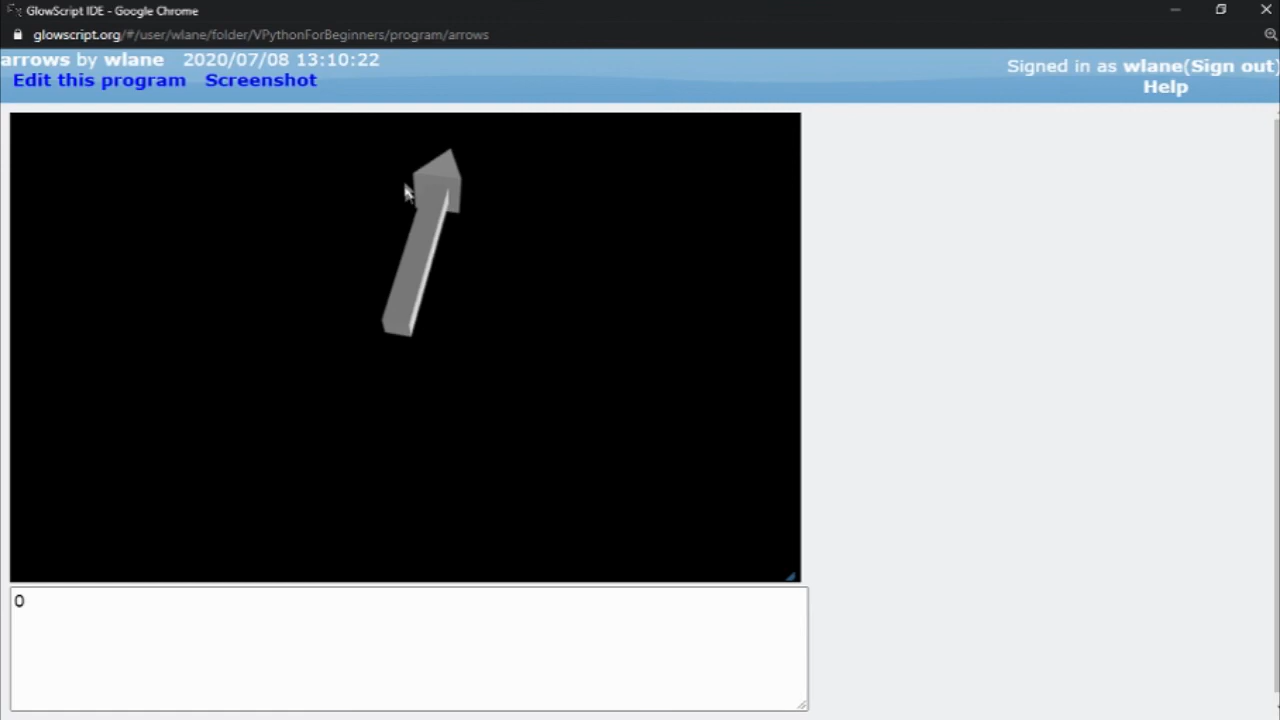 GlowScript IDE - Google Chrome
glowscript.org/#/user/wlane/folder/VPythonForBeginners/program/arrows
arrows by wlane 2020/07/08 13:10:22
Edit this program Screenshot
Signed in as wlane(Sign out)
Help
0